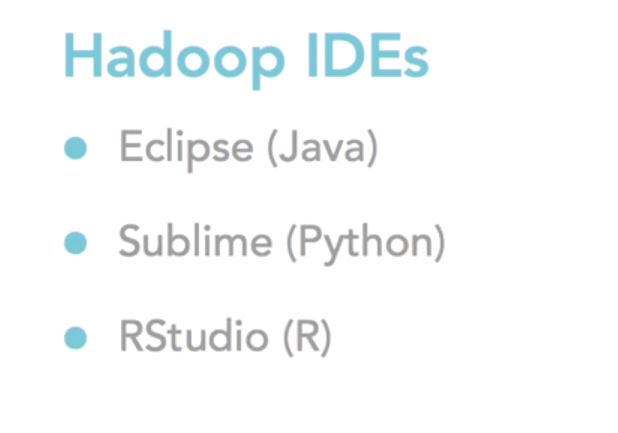 Hadoop IDEs
Eclipse (Java)
Sublime (Python)
RStudio (R)